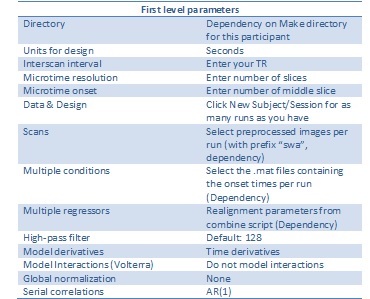 First level parameters
Directory Dependency on Make directory
for this participant
Units for design Seconds
Interscan interval Enter your TR
Microtime resolution Enter number of slices
Microtime onset Enter number of middle slice
Data & Design Click New Subject/Session for as
many runs as you have
Scans Select preprocessed images per
run (with prefix “swa”,
dependency)
Multiple conditions Select the .mat files containing
the onset times per run
(Dependency)
Multiple regressors Realignment parameters from
combine script (Dependency)
High-pass filter Default: 128
Model derivatives Time derivatives
Model Interactions (Volterra) Do not model interactions
Global normalization None
Serial correlations AR(1)